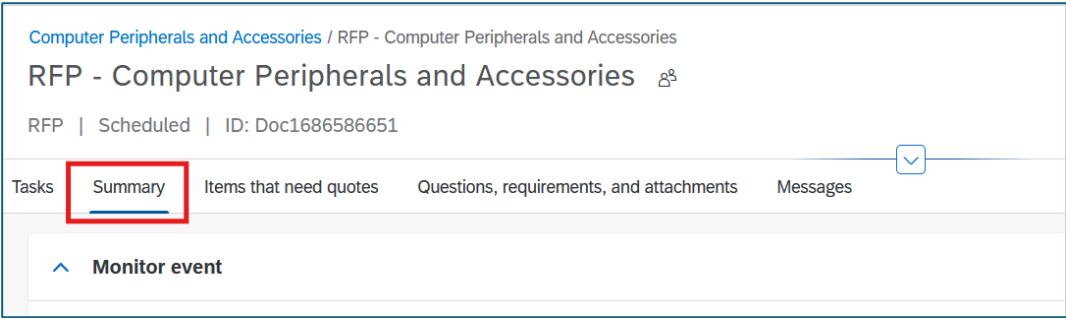 Computer Peripherals and Accessories / RFP - Computer Peripherals and Accessories
RFP - Computer Peripherals and Accessories
RFP | Scheduled | ID: Doc1686586651
Tasks Summary Items that need quotes Questions, requirements, and attachments Messages
Monitor event